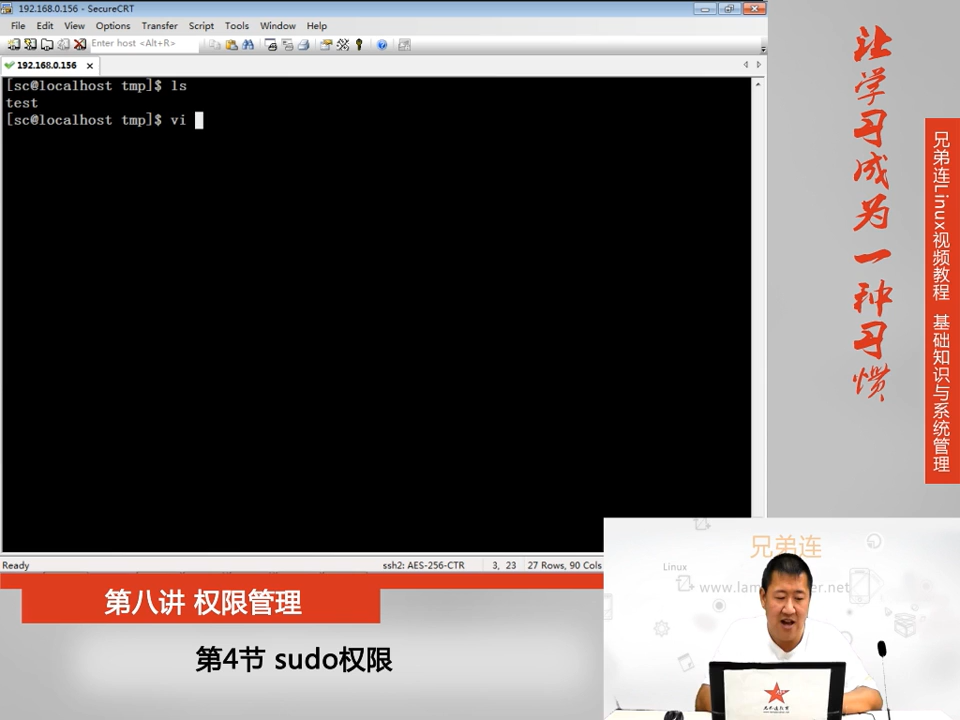 192.168.0.156 - SecureCRT
File Edit View Options Transfer Script Tools Window Help
Enter host <Alt+R>
192.168.0.156
[sc@localhost tmp]$ ls
test
[sc@localhost tmp]$ vi
Ready ssh2: AES-256-CTR 3, 23 27 Rows, 90 Cols
第八讲 权限管理
第4节 sudo权限
让学习成为一种习惯
兄弟连Linux视频教程 基础知识与系统管理
兄弟连
Linux